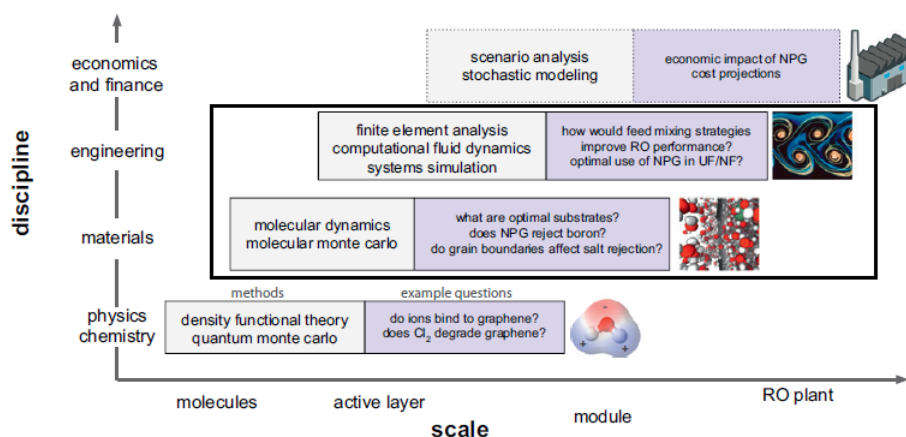 economics
and finance
scenario analysis
stochastic modeling
economic impact of NPG
cost projections
discipline
engineering
finite element analysis
computational fluid dynamics
systems simulation
how would feed mixing strategies
improve RO performance?
optimal use of NPG in UF/NF?
materials
molecular dynamics
molecular monte carlo
what are optimal substrates?
does NPG reject boron?
do grain boundaries affect salt rejection?
methods
example questions
physics
chemistry
density functional theory
quantum monte carlo
do ions bind to graphene?
does Cl₂ degrade graphene?
-
+
+
molecules
active layer
module
RO plant
scale